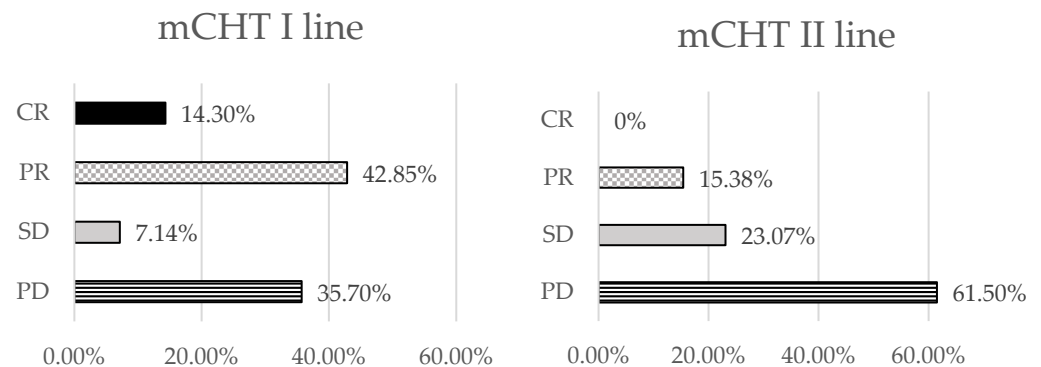 mCHT I line
CR 14.30%
PR 42.85%
SD 7.14%
PD 35.70%
0.00% 20.00% 40.00% 60.00%
mCHT II line
CR 0%
PR 15.38%
SD 23.07%
PD 61.50%
0.00% 20.00% 40.00% 60.00%